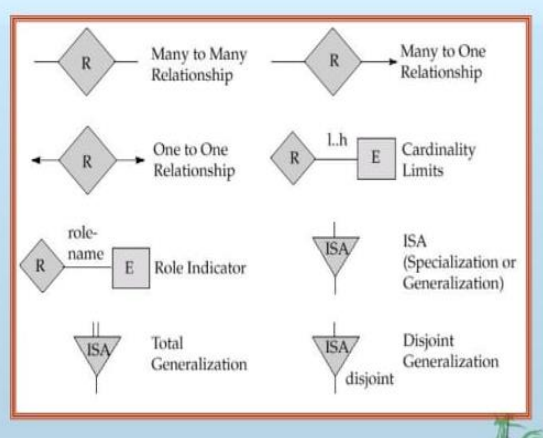 R
Many to Many
Relationship
R
Many to One
Relationship
R
One to One
Relationship
R
l..h
E
Cardinality
Limits
R
role-
name
E
Role Indicator
ISA
ISA
(Specialization or
Generalization)
ISA
Total
Generalization
ISA
disjoint
Disjoint
Generalization